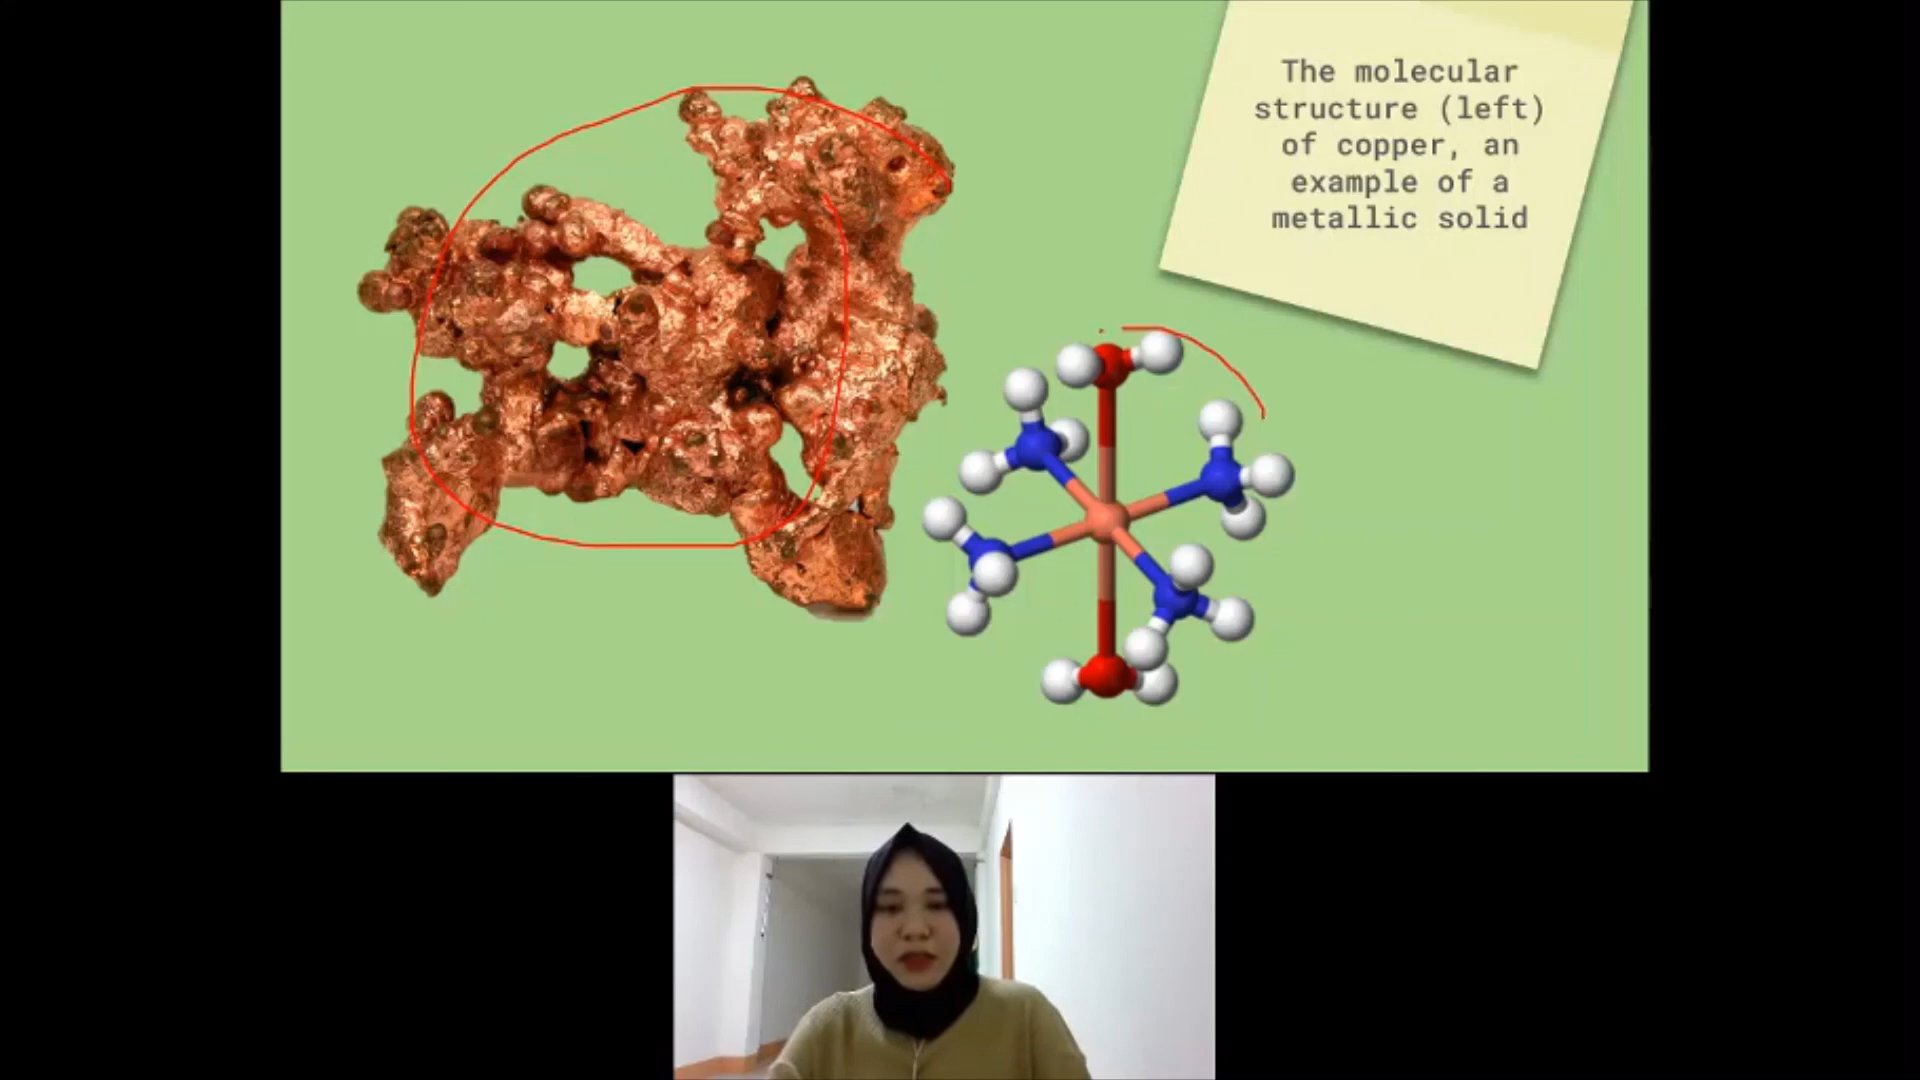 The molecular
structure (left)
of copper, an
example of a
metallic solid